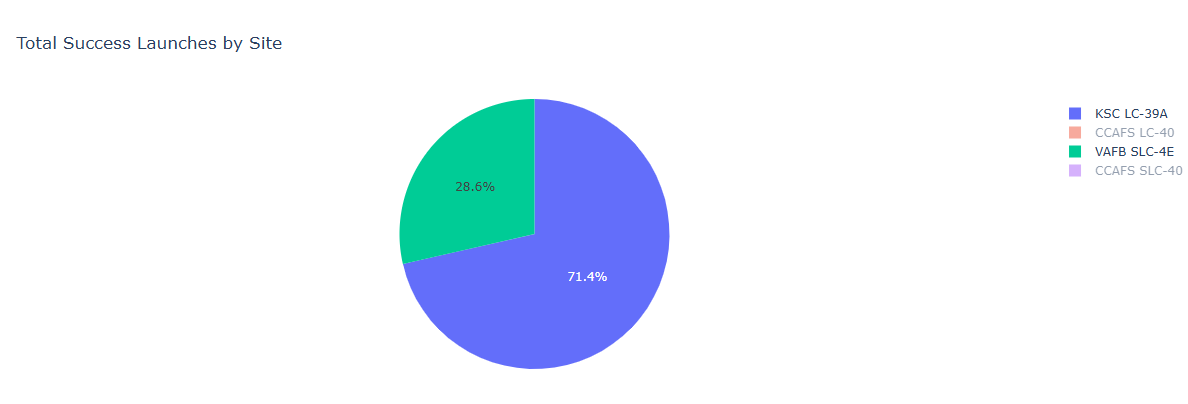 Total Success Launches by Site
KSC LC-39A
CCAFS LC-40
VAFB SLC-4E
CCAFS SLC-40
28.6%
71.4%